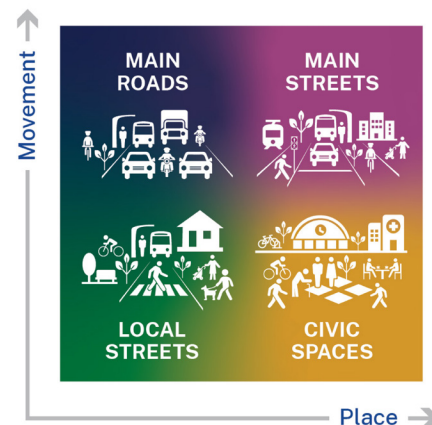 Movement
MAIN
ROADS
MAIN
STREETS
LOCAL
STREETS
CIVIC
SPACES
Place